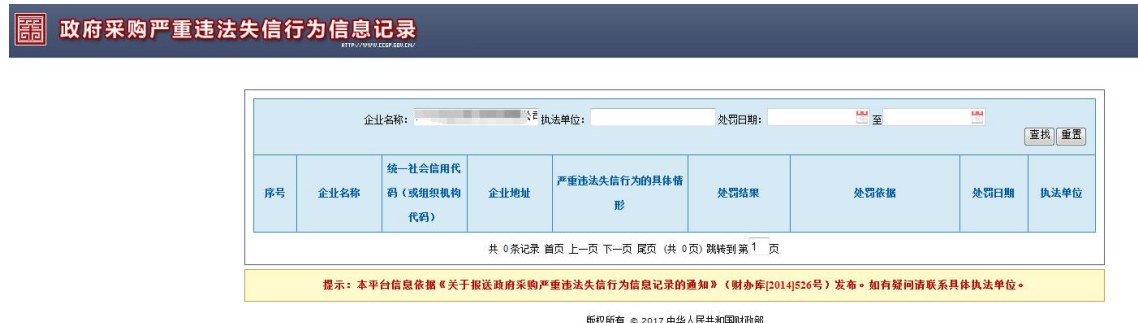 政府采购严重违法失信行为信息记录
HTTP://WWW.CCGP.GOV.CN/
企业名称： 公司 执法单位： 处罚日期： 至
查找 重置
序号 企业名称 统一社会信用代码（或组织机构代码） 企业地址 严重违法失信行为的具体情形 处罚结果 处罚依据 处罚日期 执法单位
共 0条记录 首页 上一页 下一页 尾页 (共 0页) 跳转到第 1 页
提示：本平台信息依据《关于报送政府采购严重违法失信行为信息记录的通知》（财办库[2014]526号）发布。如有疑问请联系具体执法单位。
版权所有 © 2017 中华人民共和国财政部